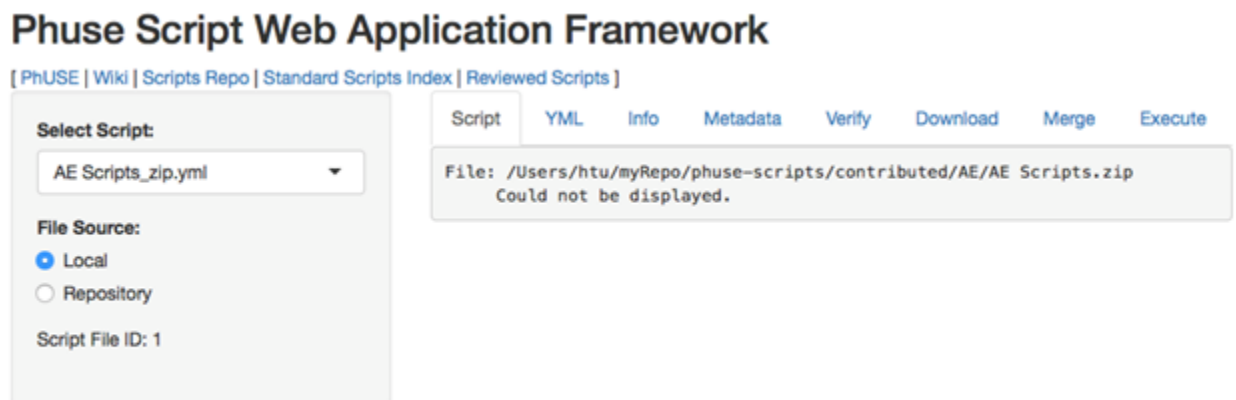 Phuse Script Web Application Framework
[ PhUSE | Wiki | Scripts Repo | Standard Scripts Index | Reviewed Scripts ]
Select Script:
AE Scripts_zip.yml
File Source:
Local
Repository
Script File ID: 1
Script YML Info Metadata Verify Download Merge Execute
File: /Users/htu/myRepo/phuse-scripts/contributed/AE/AE Scripts.zip
Could not be displayed.